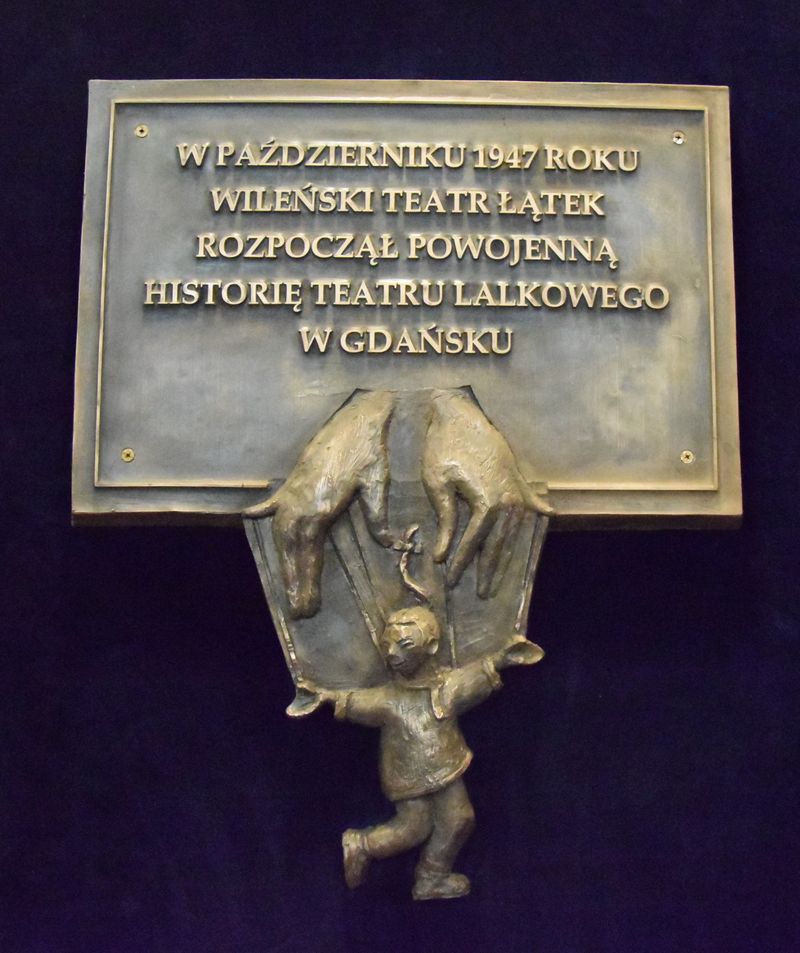 W PAŹDZIERNIKU 1947 ROKU
WILEŃSKI TEATR ŁĄTEK
ROZPOCZĄŁ POWOJENNĄ
HISTORIĘ TEATRU LALKOWEGO
W GDAŃSKU